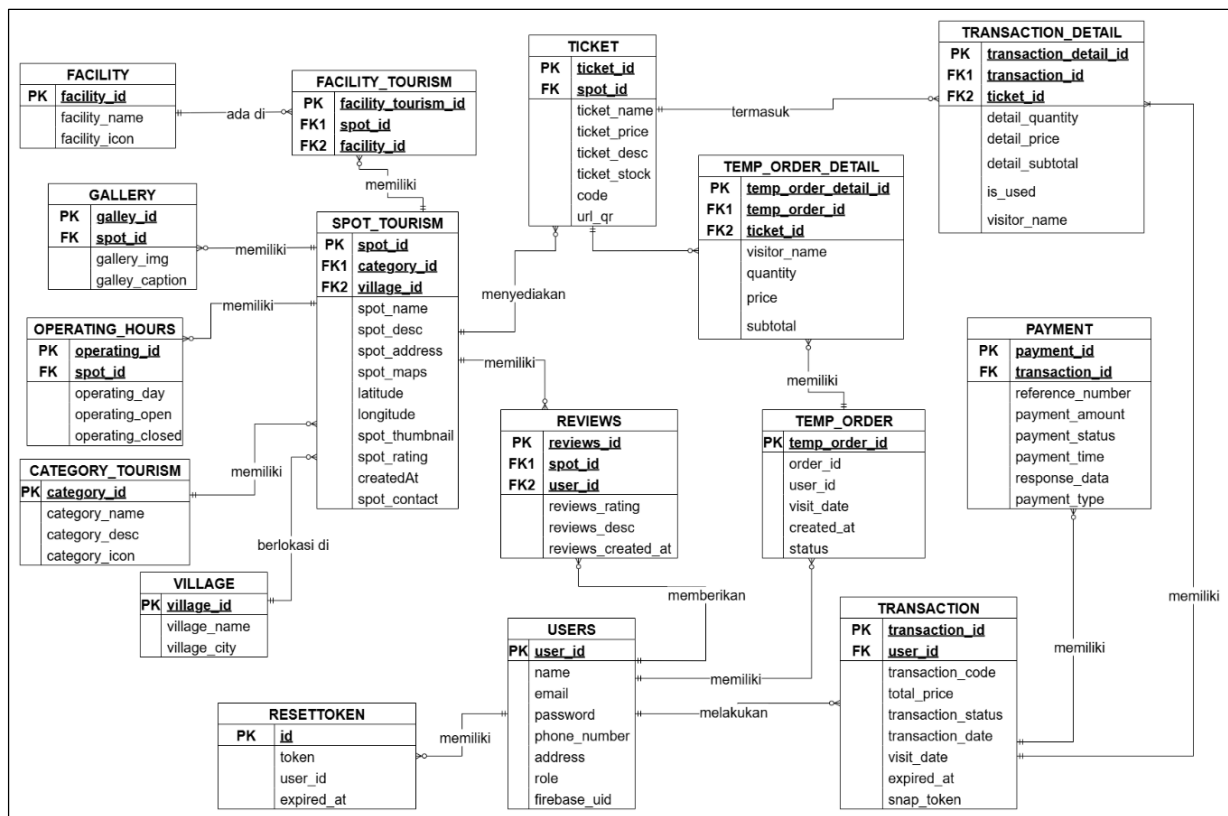 FACILITY
PK facility_id
facility_name
facility_icon
ada di
FACILITY_TOURISM
PK facility_tourism_id
FK1 spot_id
FK2 facility_id
memiliki
GALLERY
PK galley_id
FK spot_id
gallery_img
galley_caption
memiliki
OPERATING_HOURS
PK operating_id
FK spot_id
operating_day
operating_open
operating_closed
memiliki
CATEGORY_TOURISM
PK category_id
category_name
category_desc
category_icon
memiliki
VILLAGE
PK village_id
village_name
village_city
berlokasi di
SPOT_TOURISM
PK spot_id
FK1 category_id
FK2 village_id
spot_name
spot_desc
spot_address
spot_maps
latitude
longitude
spot_thumbnail
spot_rating
createdAt
spot_contact
menyediakan
memiliki
TICKET
PK ticket_id
FK spot_id
ticket_name
ticket_price
ticket_desc
ticket_stock
code
url_qr
termasuk
TRANSACTION_DETAIL
PK transaction_detail_id
FK1 transaction_id
FK2 ticket_id
detail_quantity
detail_price
detail_subtotal
is_used
visitor_name
TEMP_ORDER_DETAIL
PK temp_order_detail_id
FK1 temp_order_id
FK2 ticket_id
visitor_name
quantity
price
subtotal
memiliki
REVIEWS
PK reviews_id
FK1 spot_id
FK2 user_id
reviews_rating
reviews_desc
reviews_created_at
memberikan
TEMP_ORDER
PK temp_order_id
order_id
user_id
visit_date
created_at
status
memiliki
PAYMENT
PK payment_id
FK transaction_id
reference_number
payment_amount
payment_status
payment_time
response_data
payment_type
memiliki
memiliki
USERS
PK user_id
name
email
password
phone_number
address
role
firebase_uid
melakukan
TRANSACTION
PK transaction_id
FK user_id
transaction_code
total_price
transaction_status
transaction_date
visit_date
expired_at
snap_token
RESETTOKEN
PK id
token
user_id
expired_at
memiliki